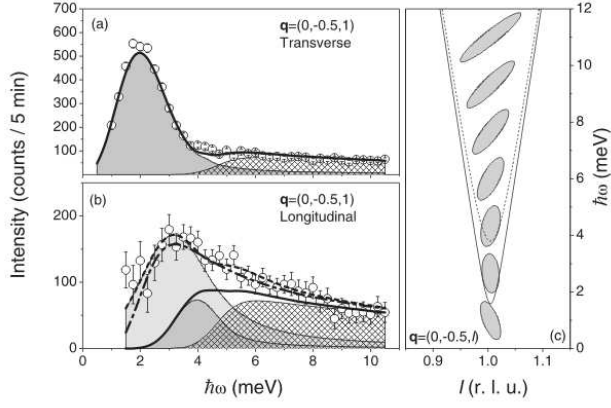 700
600
500
400
300
200
100
(a)
q=(0,-0.5,1)
Transverse
200
100
0
(b)
q=(0,-0.5,1)
Longitudinal
Intensity (counts / 5 min)
0 2 4 6 8 10
ħω (meV)
12
10
8
6
4
2
0
ħω (meV)
q=(0,-0.5,l)
(c)
0.9 1.0 1.1
l (r. l. u.)